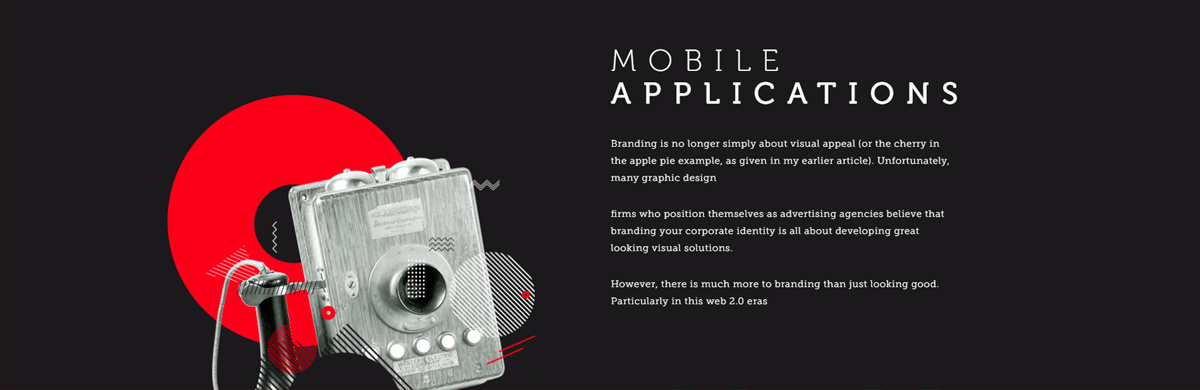 MOBILE
APPLICATIONS
Branding is no longer simply about visual appeal (or the cherry in
the apple pie example, as given in my earlier article). Unfortunately,
many graphic design
firms who position themselves as advertising agencies believe that
branding your corporate identity is all about developing great
looking visual solutions.
However, there is much more to branding than just looking good.
Particularly in this web 2.0 eras